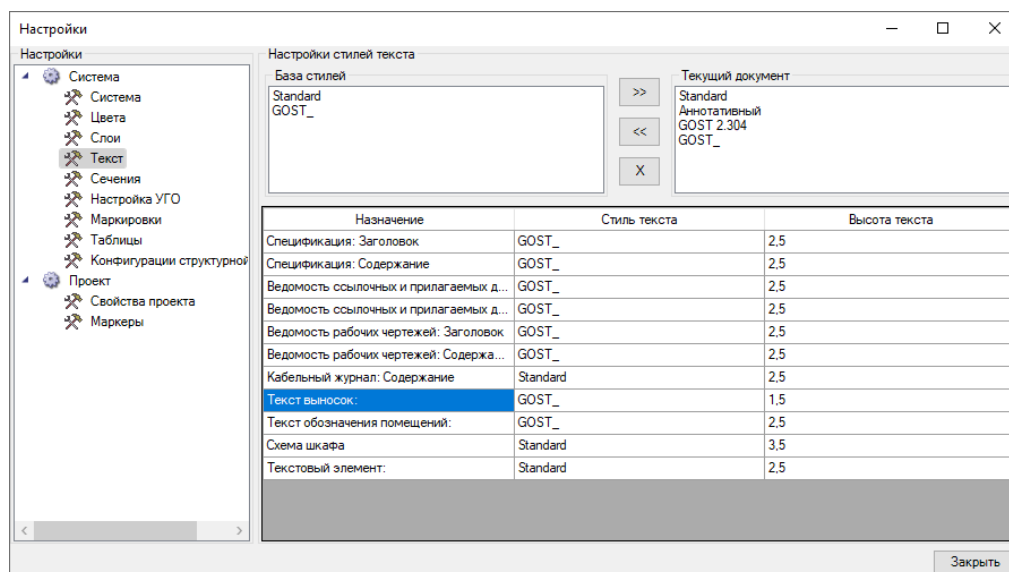 Настройки
Настройки
Система
Система
Цвета
Слои
Текст
Сечения
Настройка УГО
Маркировки
Таблицы
Конфигурации структурной
Проект
Свойства проекта
Маркеры
Настройки стилей текста
База стилей
Standard
GOST_
>>
<<
X
Текущий документ
Standard
Аннотативный
GOST 2.304
GOST_
Назначение Стиль текста Высота текста
Спецификация: Заголовок GOST_ 2,5
Спецификация: Содержание GOST_ 2,5
Ведомость ссылочных и прилагаемых д... GOST_ 2,5
Ведомость ссылочных и прилагаемых д... GOST_ 2,5
Ведомость рабочих чертежей: Заголовок GOST_ 2,5
Ведомость рабочих чертежей: Содержа... GOST_ 2,5
Кабельный журнал: Содержание Standard 2,5
Текст выносок: GOST_ 1,5
Текст обозначения помещений: GOST_ 2,5
Схема шкафа Standard 3,5
Текстовый элемент: Standard 2,5
Закрыть